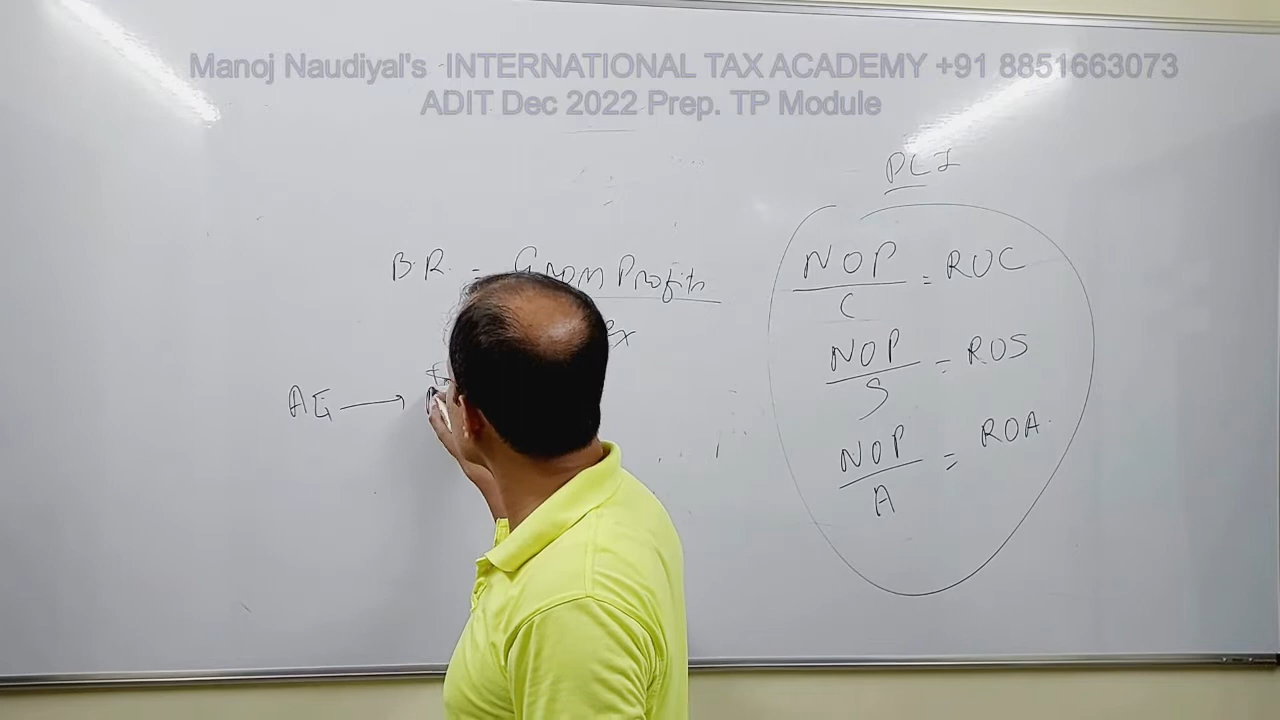 Manoj Naudiyal's INTERNATIONAL TAX ACADEMY +91 8851663073
ADIT Dec 2022 Prep. TP Module
PLI
B.R. = Gross Profits
AE →
NOP
C
= ROC
NOP
S
= ROS
NOP
A
= ROA.